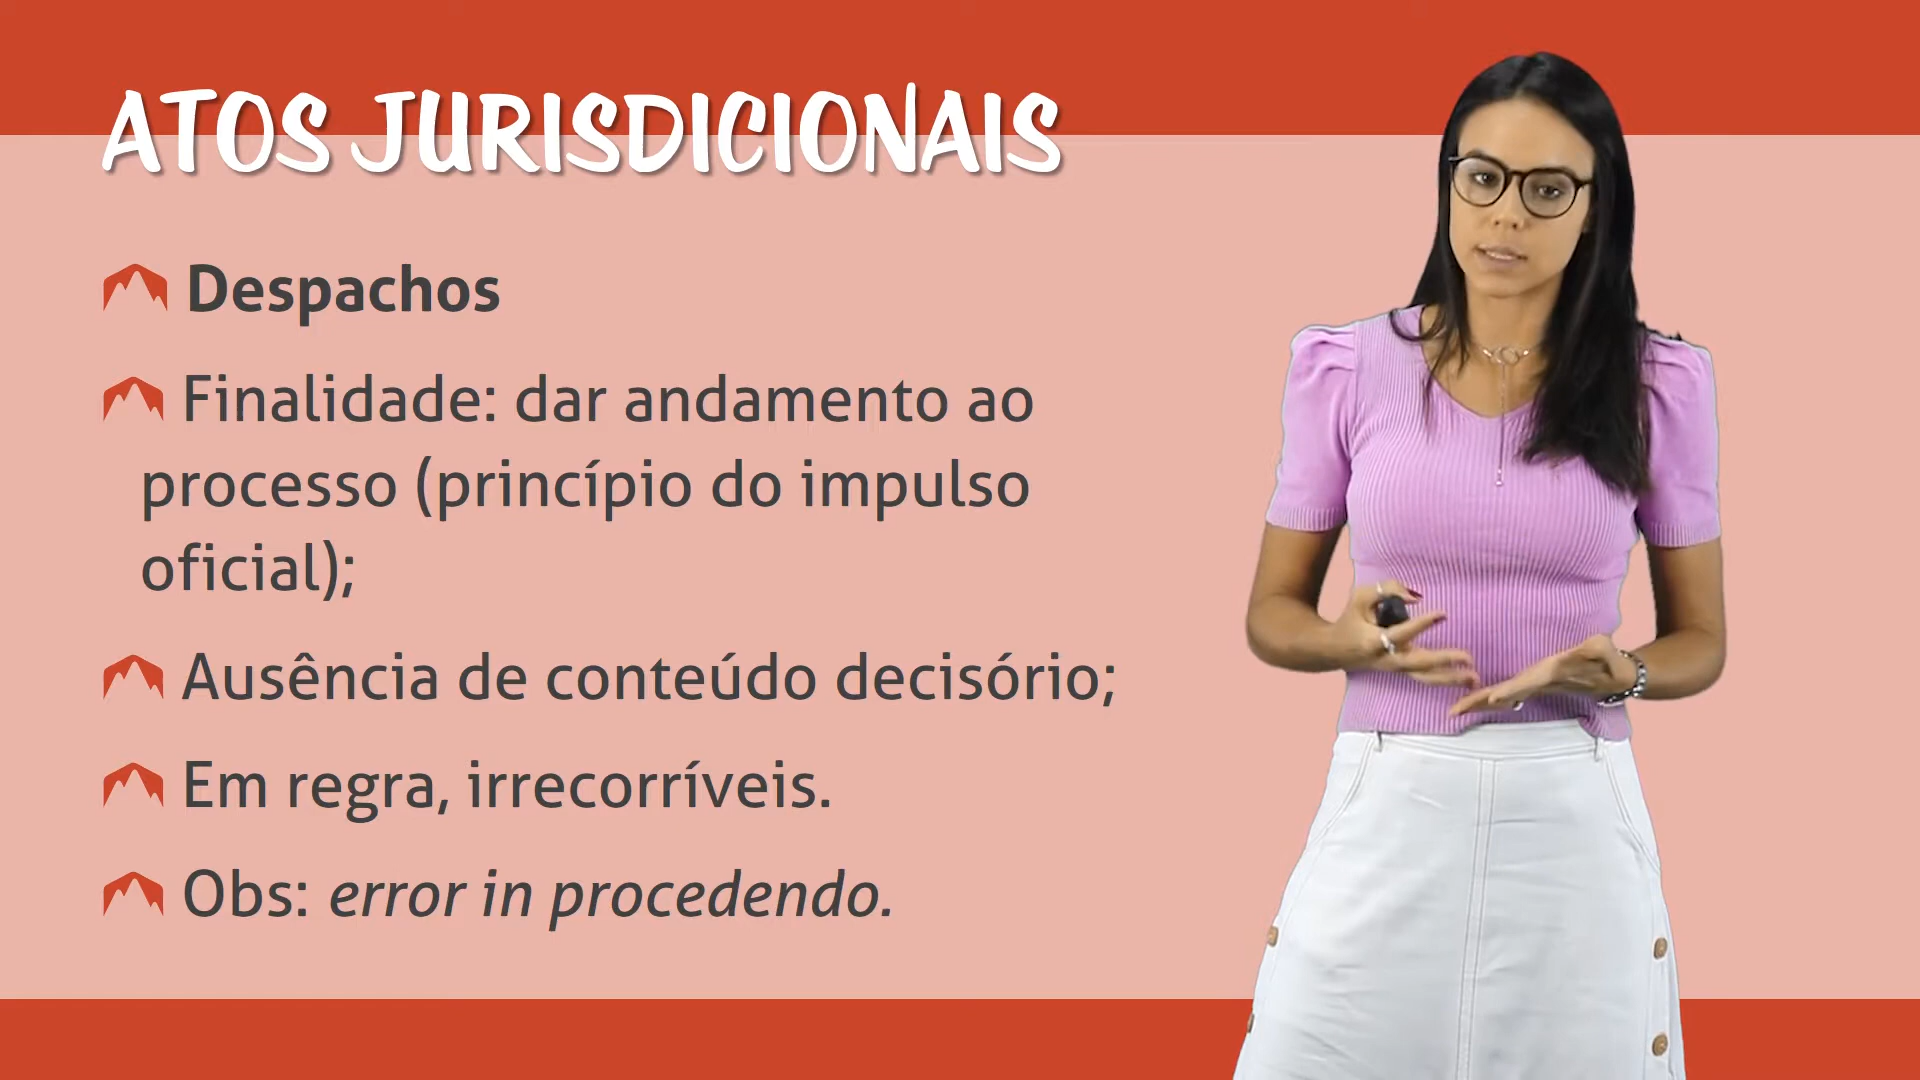 ATOS JURISDICIONAIS
Despachos
Finalidade: dar andamento ao
processo (princípio do impulso
oficial);
Ausência de conteúdo decisório;
Em regra, irrecorríveis.
Obs: error in procedendo.